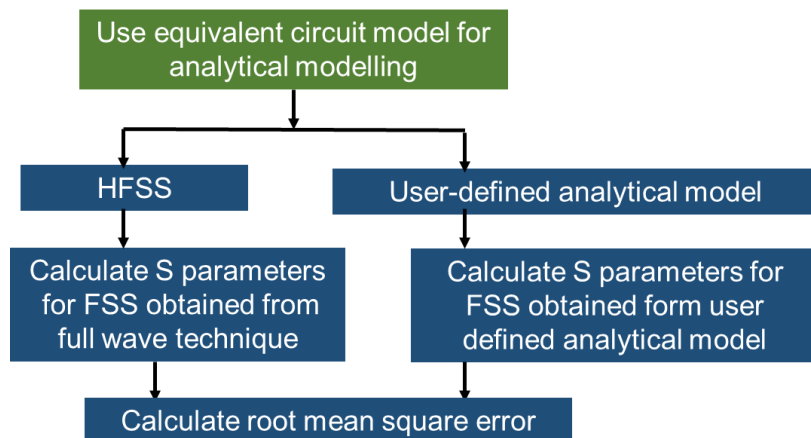 Use equivalent circuit model for
analytical modelling
HFSS
User-defined analytical model
Calculate S parameters
for FSS obtained from
full wave technique
Calculate S parameters for
FSS obtained form user
defined analytical model
Calculate root mean square error